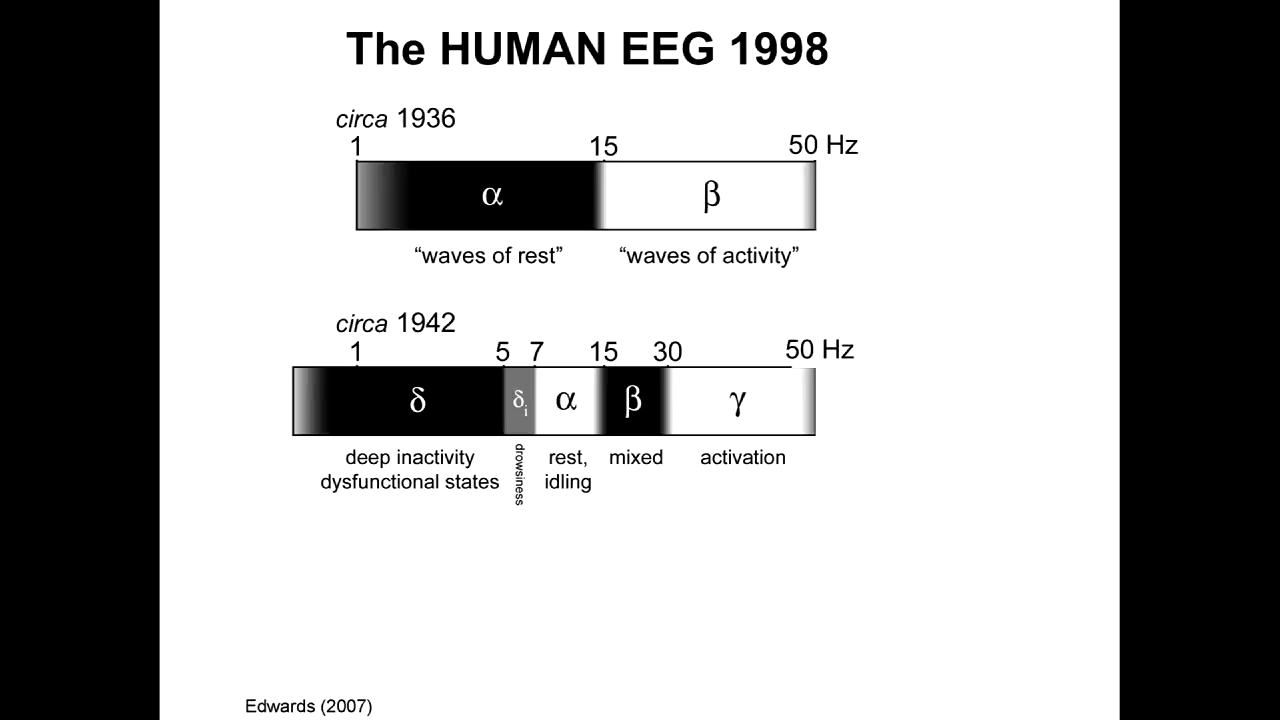 The HUMAN EEG 1998
circa 1936
1 15 50 Hz
α β
“waves of rest” “waves of activity”
circa 1942
1 5 7 15 30 50 Hz
δ δi α β γ
deep inactivity drowsiness rest, mixed activation
dysfunctional states idling
Edwards (2007)